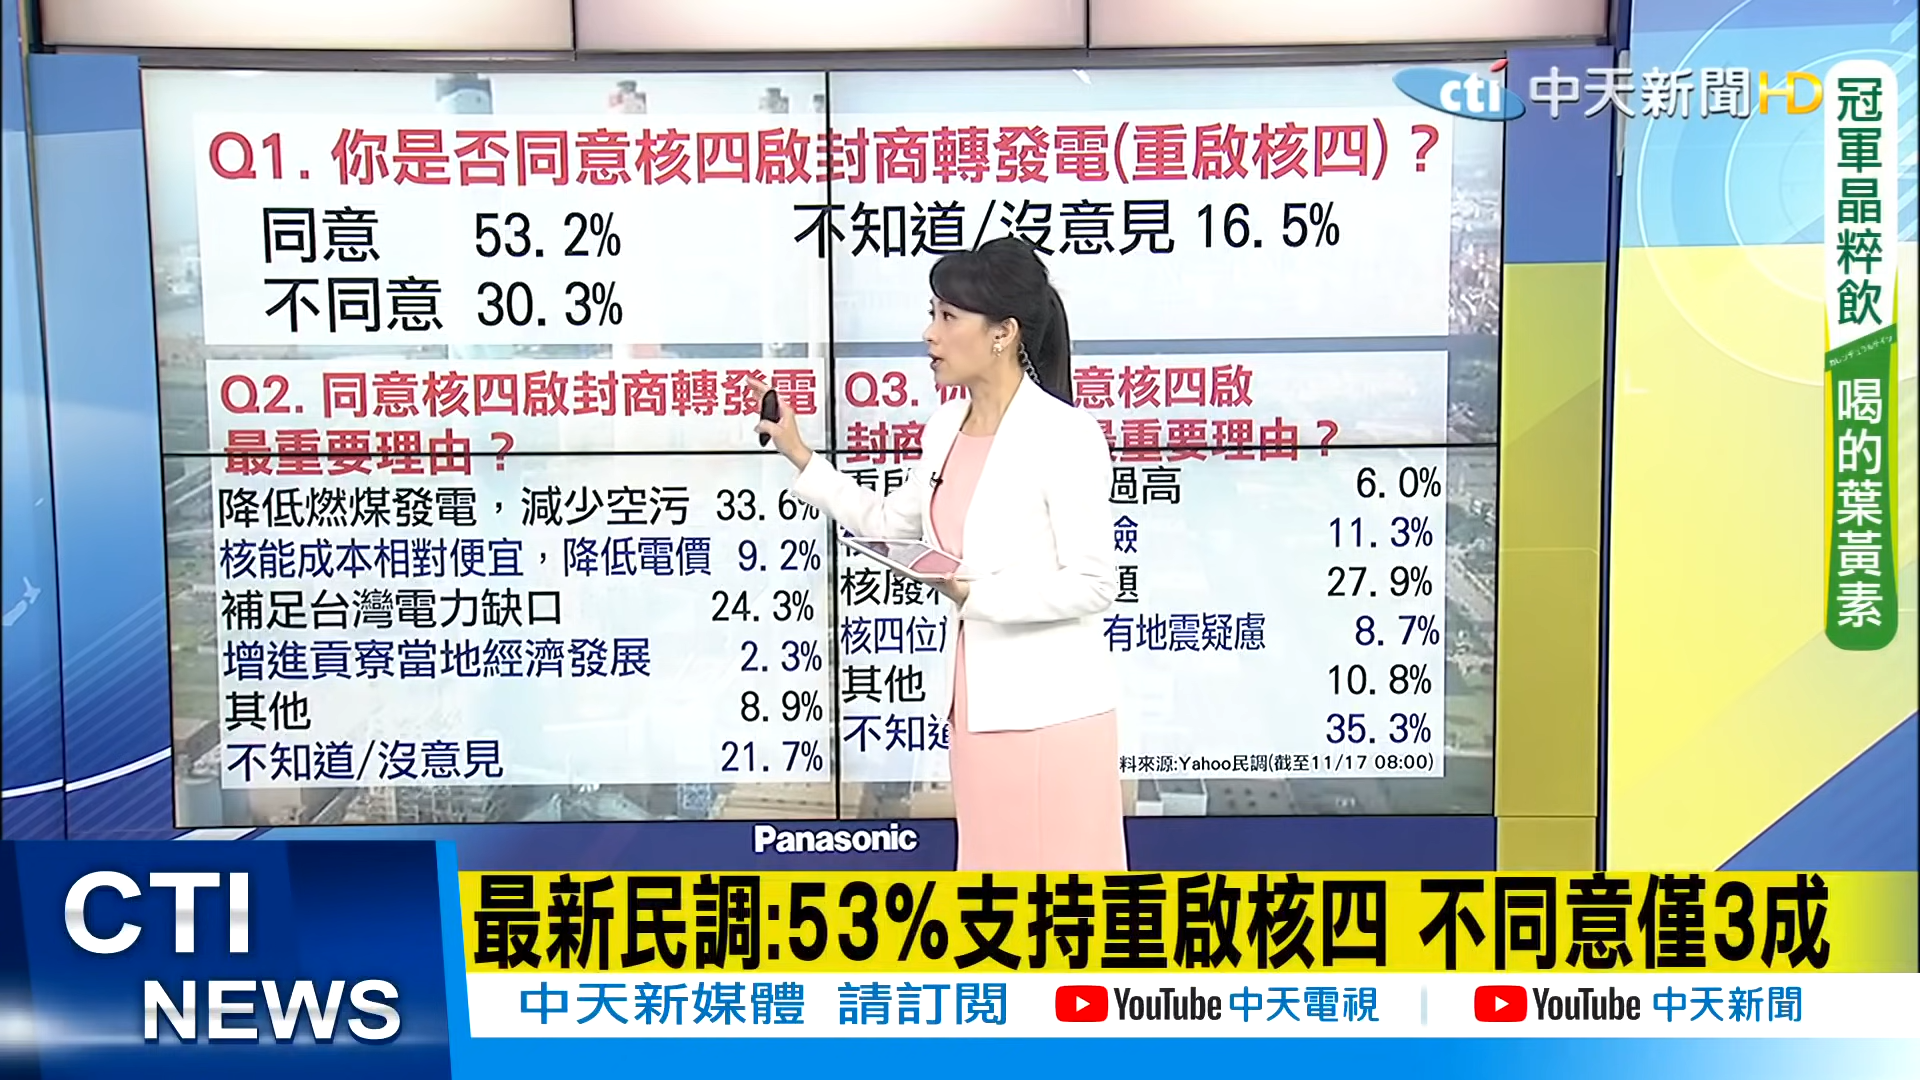 cti 中天新聞HD
冠軍晶粹飲
喝的葉黃素
Q1. 你是否同意核四啟封商轉發電(重啟核四)？
同意 53.2%
不知道/沒意見 16.5%
不同意 30.3%
Q2. 同意核四啟封商轉發電
最重要理由？
降低燃煤發電，減少空污 33.6%
核能成本相對便宜，降低電價 9.2%
補足台灣電力缺口 24.3%
增進貢寮當地經濟發展 2.3%
其他 8.9%
不知道/沒意見 21.7%
Q3. 意核四啟
封商 重要理由？
過高 6.0%
險 11.3%
核廢 題 27.9%
核四位 有地震疑慮 8.7%
其他 10.8%
不知道 35.3%
料來源:Yahoo民調(截至11/17 08:00)
Panasonic
CTI
NEWS
最新民調:53%支持重啟核四 不同意僅3成
中天新媒體 請訂閱 YouTube 中天電視 | YouTube 中天新聞